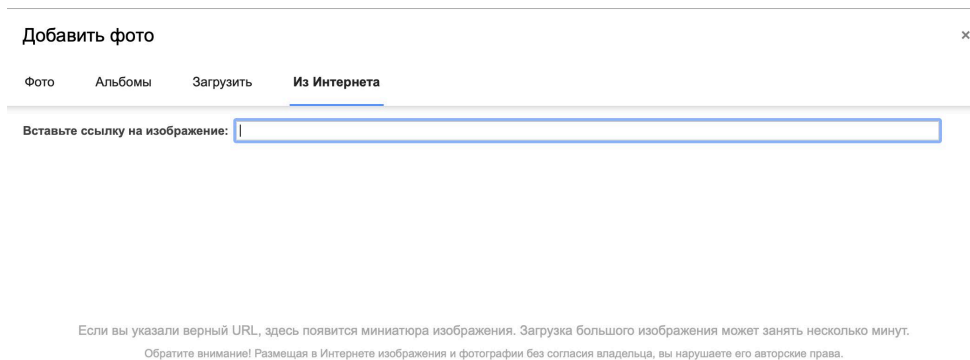 Добавить фото
Фото Альбомы Загрузить Из Интернета
Вставьте ссылку на изображение:
Если вы указали верный URL, здесь появится миниатюра изображения. Загрузка большого изображения может занять несколько минут.
Обратите внимание! Размещая в Интернете изображения и фотографии без согласия владельца, вы нарушаете его авторские права.